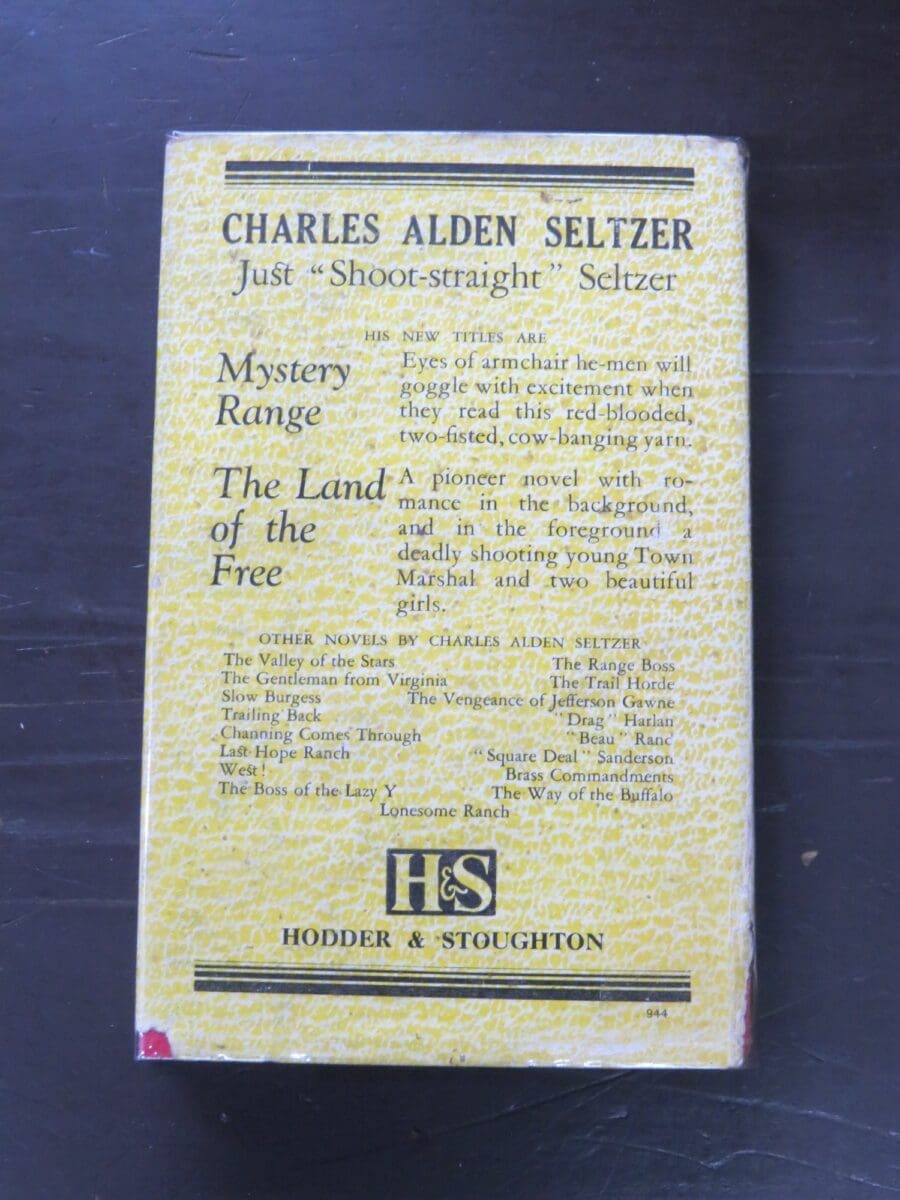 CHARLES ALDEN SELTZER
Just “Shoot-straight” Seltzer
HIS NEW TITLES ARE
Mystery
Range
Eyes of armchair he-men will
goggle with excitement when
they read this red-blooded,
two-fisted, cow-banging yarn.
The Land
of the
Free
A pioneer novel with ro-
mance in the background,
and in the foreground a
deadly shooting young Town
Marshal and two beautiful
girls.
OTHER NOVELS BY CHARLES ALDEN SELTZER
The Valley of the Stars
The Gentleman from Virginia
Slow Burgess
Trailing Back
Channing Comes Through
Last Hope Ranch
West!
The Boss of the Lazy Y
The Range Boss
The Trail Horde
The Vengeance of Jefferson Gawne
“Drag” Harlan
“Beau” Ranc
“Square Deal” Sanderson
Brass Commandments
The Way of the Buffalo
Lonesome Ranch
H&S
HODDER & STOUGHTON
944